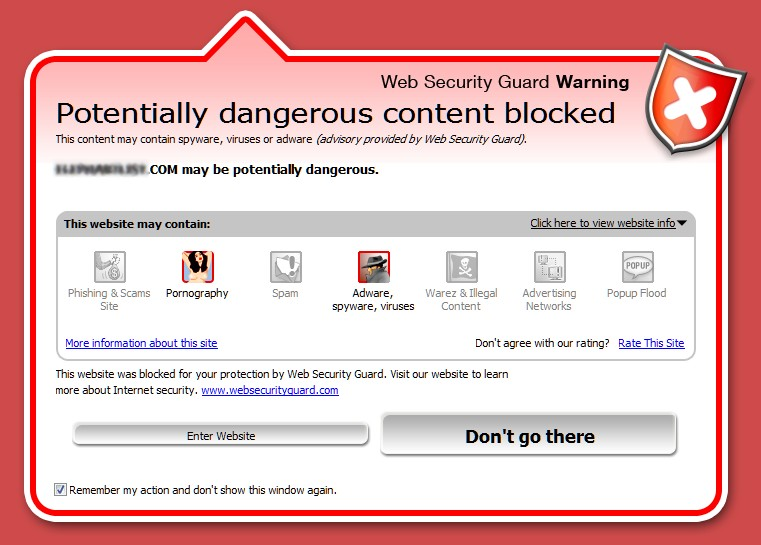 Web Security Guard Warning
Potentially dangerous content blocked
This content may contain spyware, viruses or adware (advisory provided by Web Security Guard).
.COM may be potentially dangerous.
This website may contain:
Click here to view website info
POPUP
Phishing & Scams
Site
Pornography
Spam
Adware,
spyware, viruses
Warez & Illegal
Content
Advertising
Networks
Popup Flood
More information about this site
Don't agree with our rating? Rate This Site
This website was blocked for your protection by Web Security Guard. Visit our website to learn
more about Internet security. www.websecurityguard.com
Enter Website
Don't go there
Remember my action and don't show this window again.